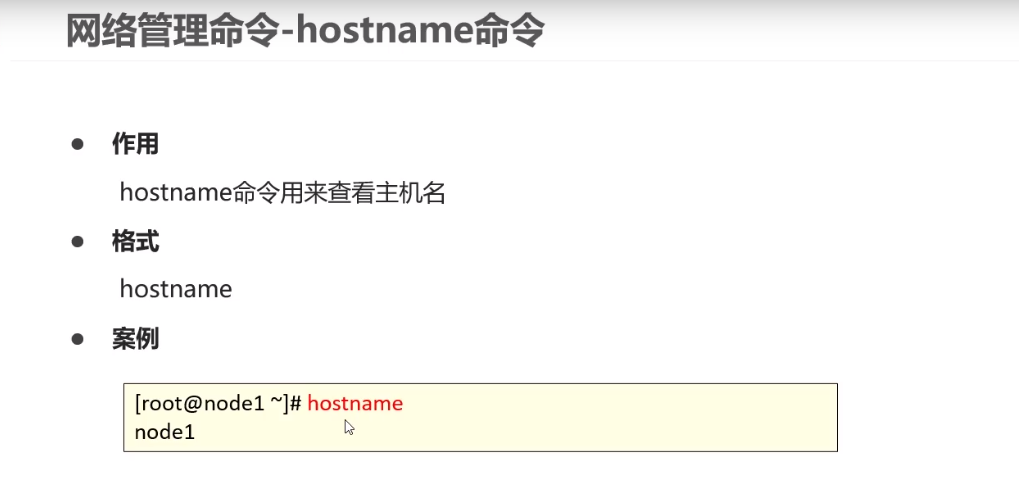 网络管理命令-hostname命令
● 作用
hostname命令用来查看主机名
● 格式
hostname
● 案例
[root@node1 ~]# hostname
node1